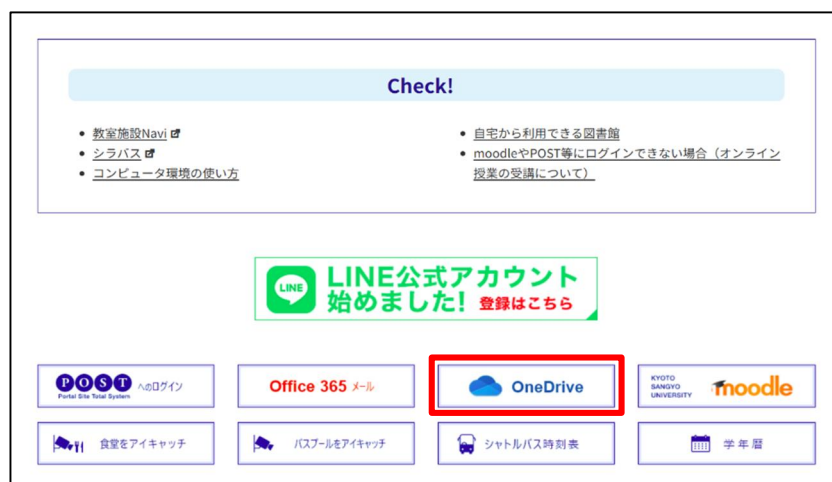 Check!
教室施設Navi
シラバス
コンピュータ環境の使い方
自宅から利用できる図書館
moodleやPOST等にログインできない場合（オンライン
授業の受講について）
LINE
LINE公式アカウント
始めました! 登録はこちら
POST へのログイン
Portal Site Total System
Office 365 メール
OneDrive
KYOTO
SANGYO
UNIVERSITY
moodle
食堂をアイキャッチ
バスプールをアイキャッチ
シャトルバス時刻表
学年暦